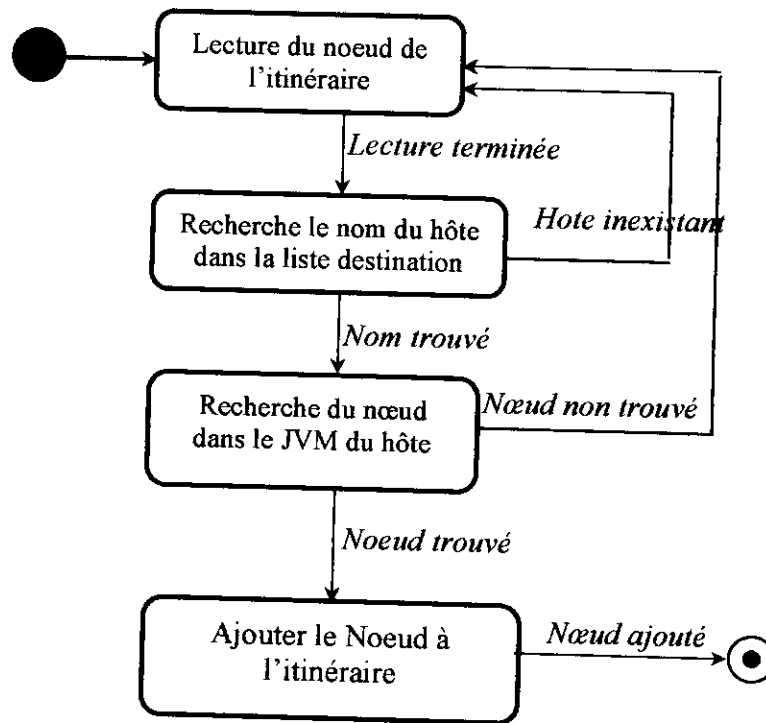 Lecture du noeud de
l'itinéraire
Lecture terminée
Recherche le nom du hôte
dans la liste destination
Hote inexistant
Nom trouvé
Recherche du nœud
dans le JVM du hôte
Nœud non trouvé
Noeud trouvé
Ajouter le Noeud à
l'itinéraire
Nœud ajouté